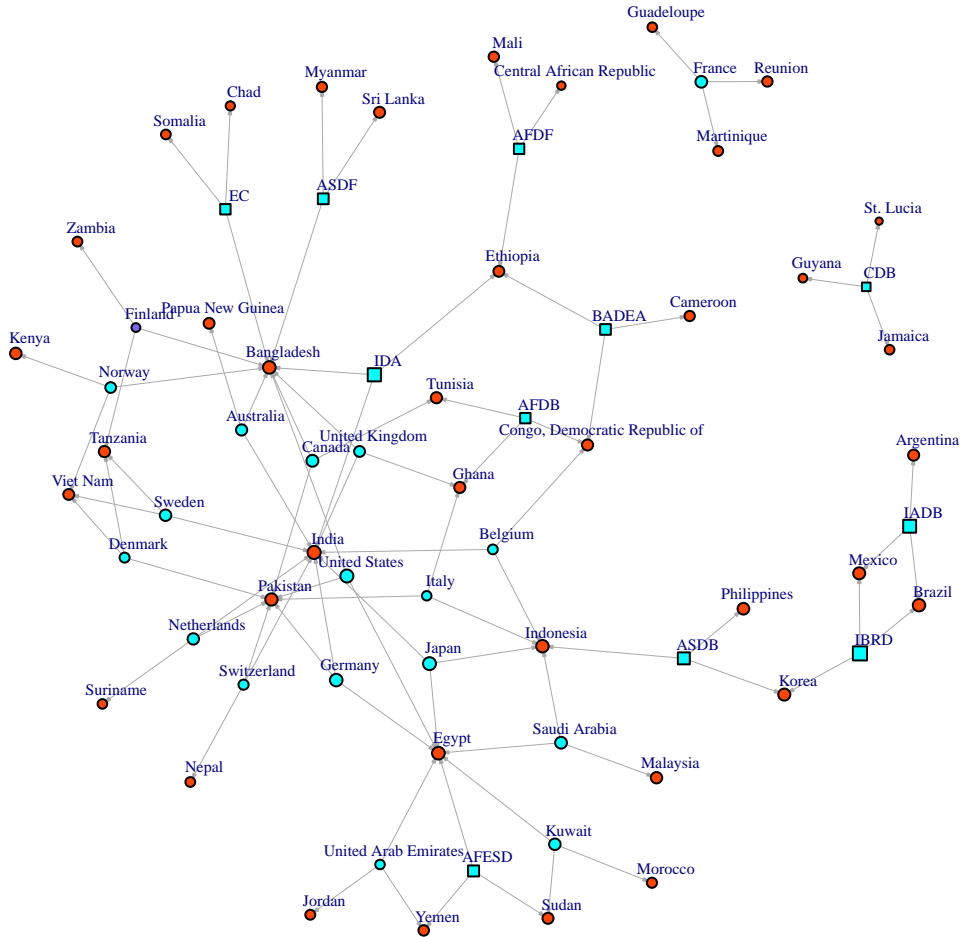 Guadeloupe
Mali
France
Central African Republic
Reunion
Myanmar
Chad
Sri Lanka
Somalia
AFDF
Martinique
EC
ASDF
St. Lucia
Zambia
Ethiopia
Guyana
CDB
Finland
Papua New Guinea
BADEA
Cameroon
Kenya
Bangladesh
IDA
Jamaica
Norway
Tunisia
AFDB
Australia
United Kingdom
Congo, Democratic Republic of
Tanzania
Canada
Argentina
Viet Nam
Ghana
Sweden
IADB
Denmark
India
Belgium
United States
Mexico
Pakistan
Italy
Philippines
Brazil
Netherlands
Indonesia
Japan
ASDB
IBRD
Switzerland
Germany
Suriname
Korea
Egypt
Saudi Arabia
Nepal
Malaysia
Kuwait
United Arab Emirates
AFESD
Morocco
Jordan
Yemen
Sudan